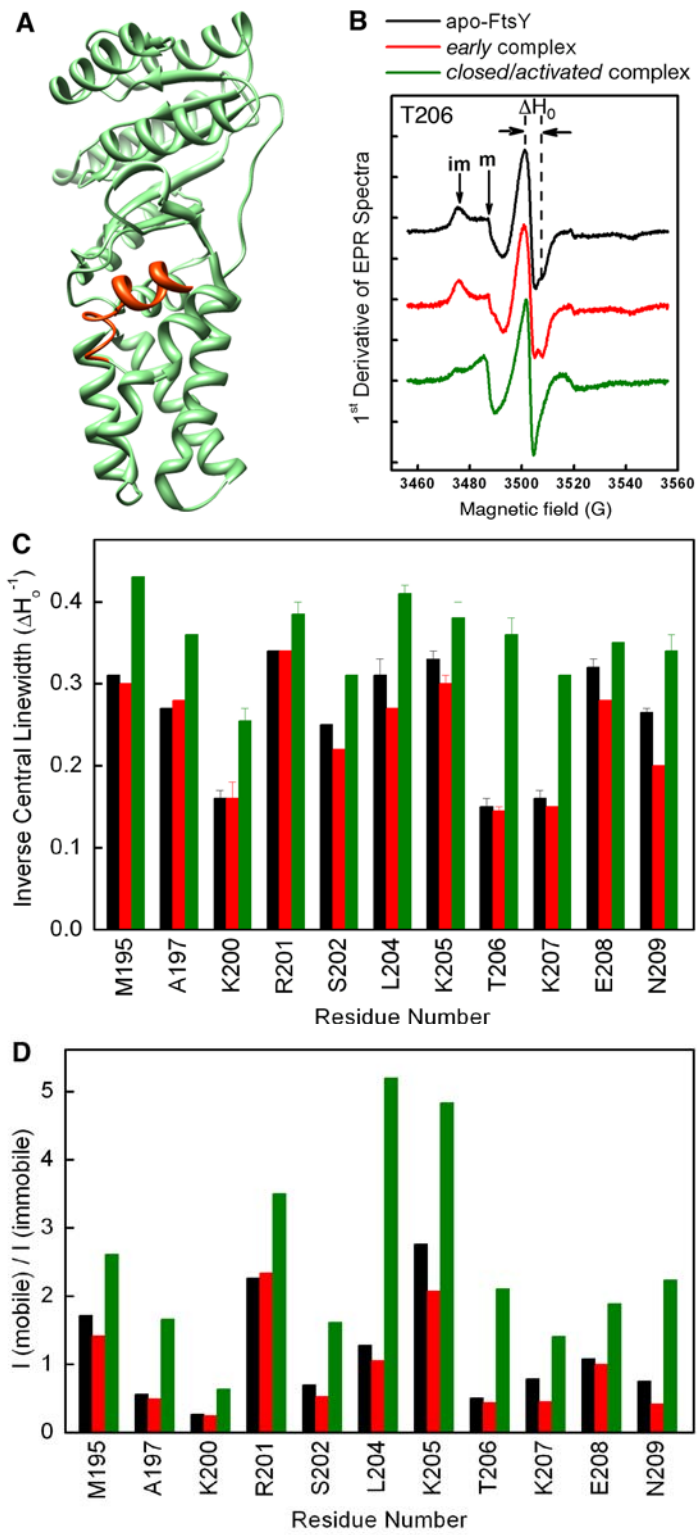 A
B
apo-FtsY
early complex
closed/activated complex
T206
ΔH₀
im
m
1st Derivative of EPR Spectra
3460 3480 3500 3520 3540 3560
Magnetic field (G)
C
Inverse Central Linewidth (ΔHₒ⁻¹)
0.4
0.3
0.2
0.1
0.0
M195 A197 K200 R201 S202 L204 K205 T206 K207 E208 N209
Residue Number
D
I (mobile) / I (immobile)
5
4
3
2
1
0
M195 A197 K200 R201 S202 L204 K205 T206 K207 E208 N209
Residue Number